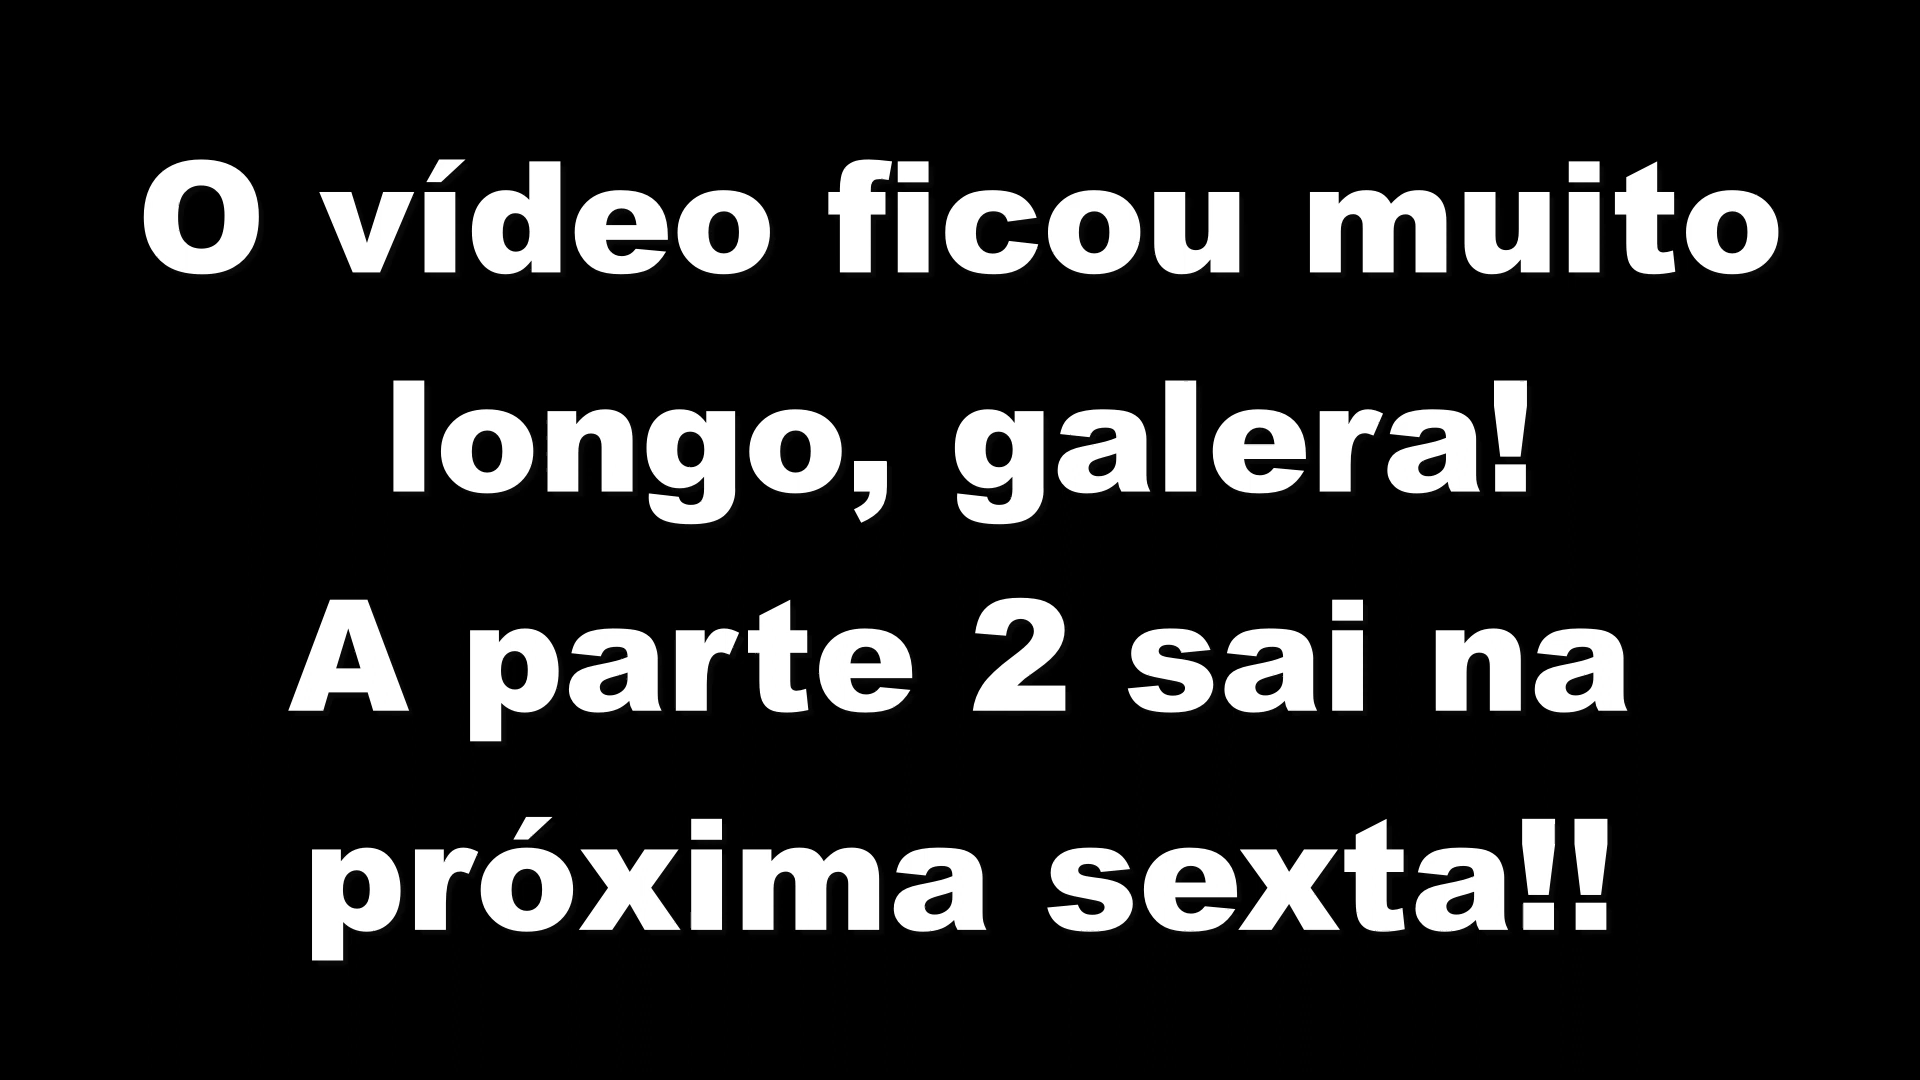 O vídeo ficou muito
longo, galera!
A parte 2 sai na
próxima sexta!!